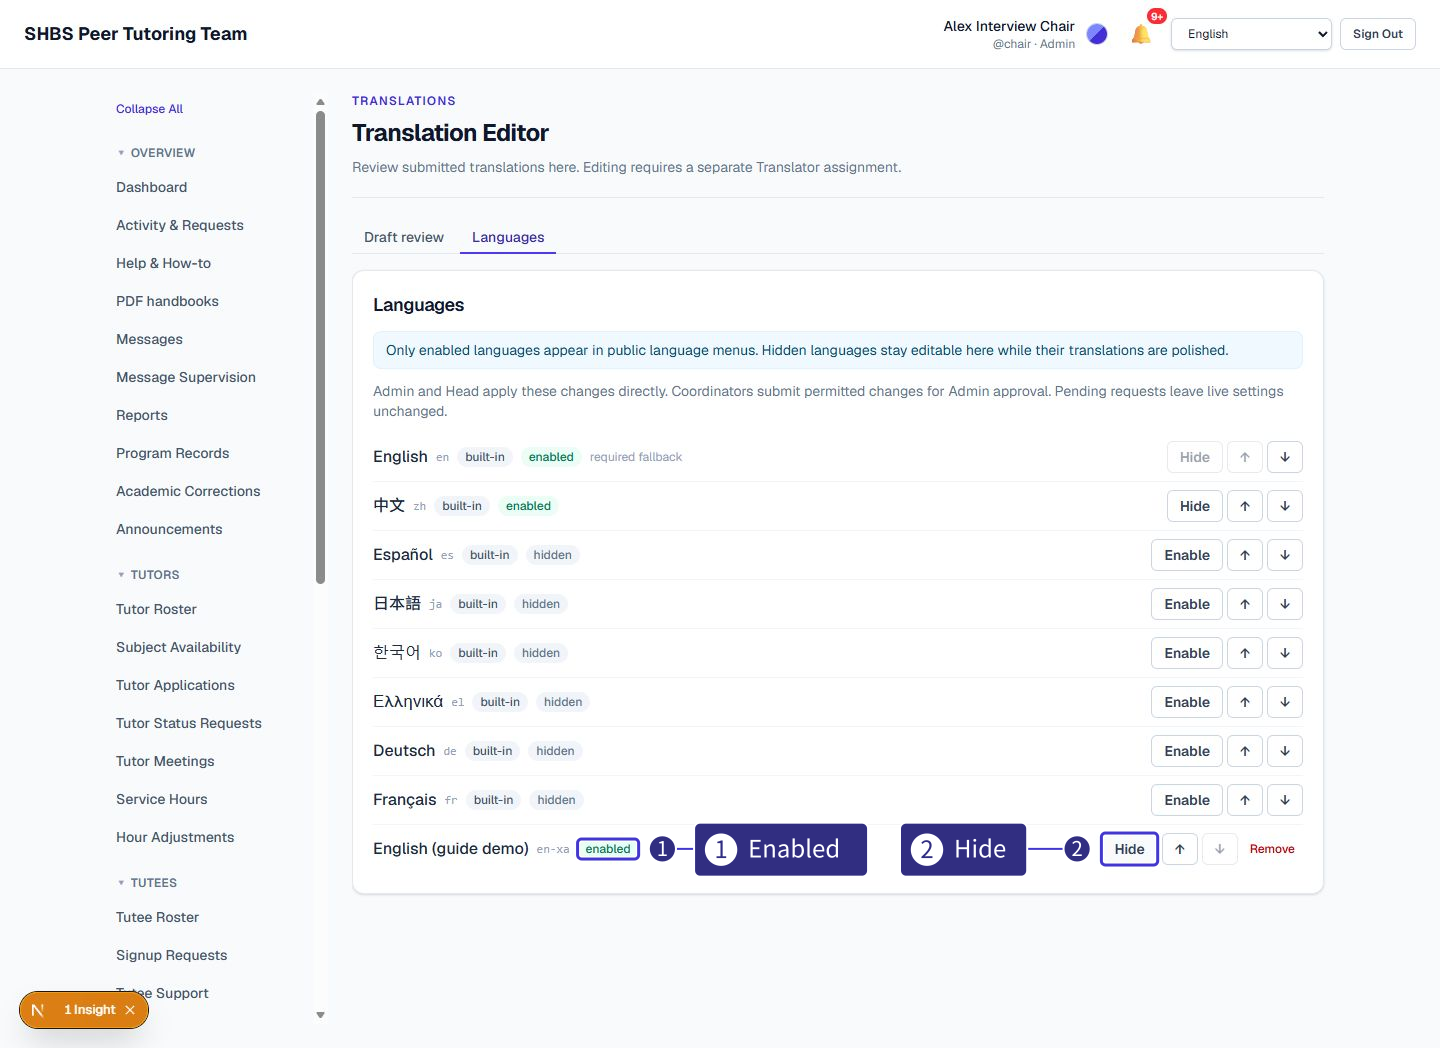 SHBS Peer Tutoring Team
Alex Interview Chair
@chair · Admin
9+
English
Sign Out
Collapse All
OVERVIEW
Dashboard
Activity & Requests
Help & How-to
PDF handbooks
Messages
Message Supervision
Reports
Program Records
Academic Corrections
Announcements
TUTORS
Tutor Roster
Subject Availability
Tutor Applications
Tutor Status Requests
Tutor Meetings
Service Hours
Hour Adjustments
TUTEES
Tutee Roster
Signup Requests
Tutee Support
N 1 Insight ×
TRANSLATIONS
Translation Editor
Review submitted translations here. Editing requires a separate Translator assignment.
Draft review Languages
Languages
Only enabled languages appear in public language menus. Hidden languages stay editable here while their translations are polished.
Admin and Head apply these changes directly. Coordinators submit permitted changes for Admin approval. Pending requests leave live settings
unchanged.
English en built-in enabled required fallback Hide ↑ ↓
中文 zh built-in enabled Hide ↑ ↓
Español es built-in hidden Enable ↑ ↓
日本語 ja built-in hidden Enable ↑ ↓
한국어 ko built-in hidden Enable ↑ ↓
Ελληνικά el built-in hidden Enable ↑ ↓
Deutsch de built-in hidden Enable ↑ ↓
Français fr built-in hidden Enable ↑ ↓
English (guide demo) en-xa enabled 1 1 Enabled 2 Hide 2 Hide ↑ ↓ Remove